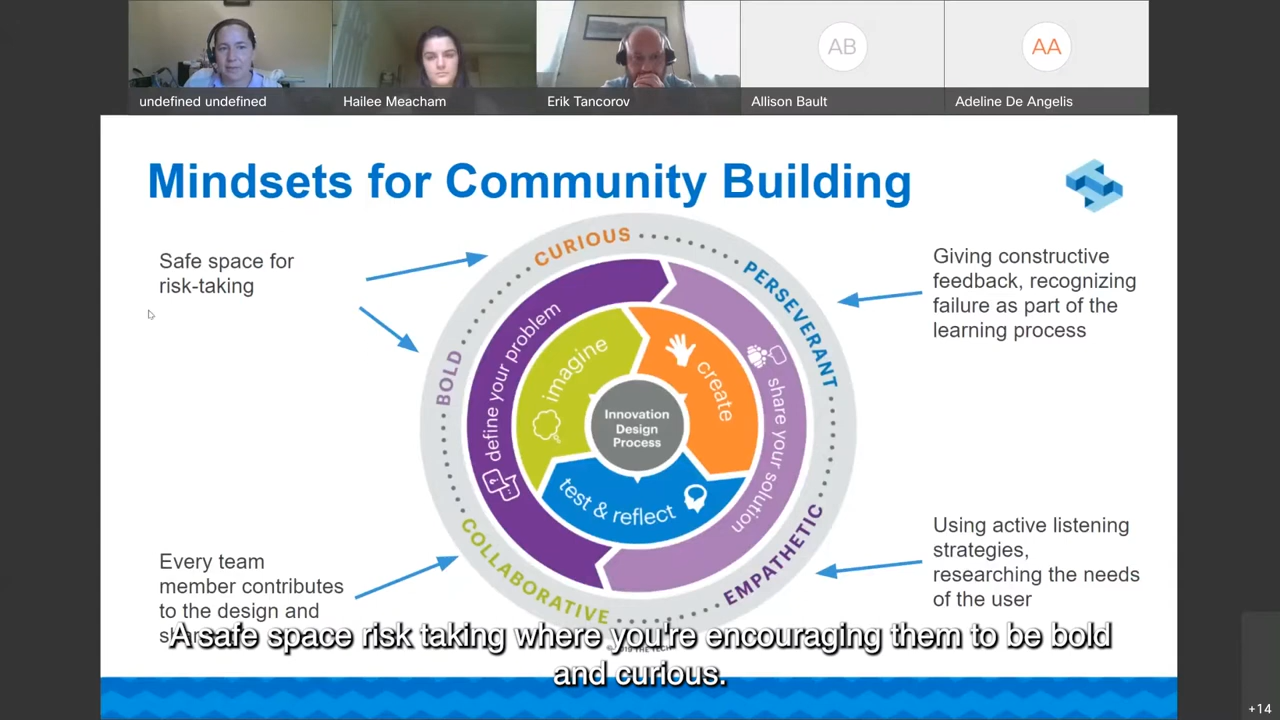 undefined undefined
Hailee Meacham
Erik Tancorov
AB
Allison Bault
AA
Adeline De Angelis
Mindsets for Community Building
Safe space for
risk-taking
Giving constructive
feedback, recognizing
failure as part of the
learning process
CURIOUS
PERSEVERANT
BOLD
COLLABORATIVE
EMPATHETIC
define your problem
share your solution
imagine
create
test & reflect
Innovation
Design
Process
Every team
member contributes
to the design and
Using active listening
strategies,
researching the needs
of the user
A safe space risk taking where you're encouraging them to be bold
and curious.
+14